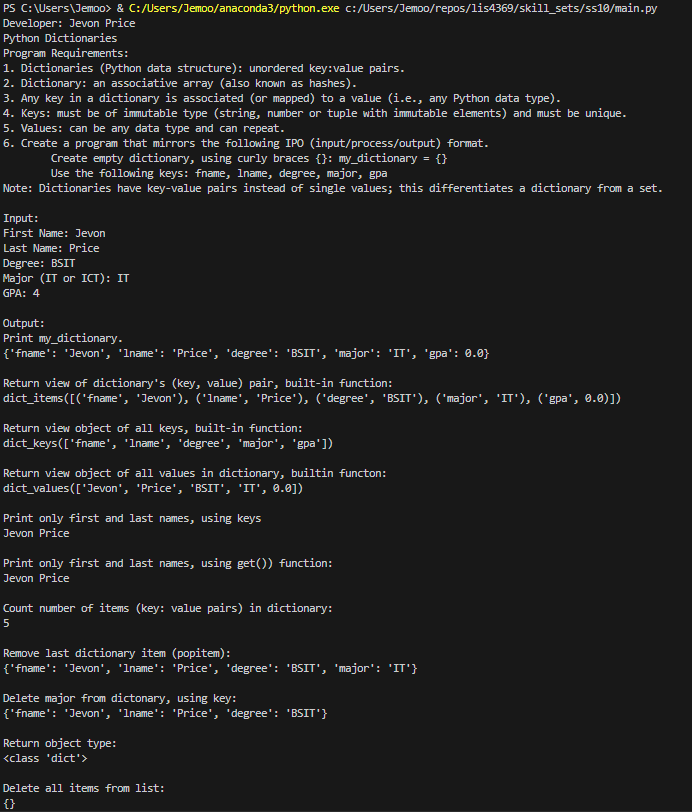 PS C:\Users\Jemoo> & C:/Users/Jemoo/anaconda3/python.exe c:/Users/Jemoo/repos/lis4369/skill_sets/ss10/main.py
Developer: Jevon Price
Python Dictionaries
Program Requirements:
1. Dictionaries (Python data structure): unordered key:value pairs.
2. Dictionary: an associative array (also known as hashes).
3. Any key in a dictionary is associated (or mapped) to a value (i.e., any Python data type).
4. Keys: must be of immutable type (string, number or tuple with immutable elements) and must be unique.
5. Values: can be any data type and can repeat.
6. Create a program that mirrors the following IPO (input/process/output) format.
Create empty dictionary, using curly braces {}: my_dictionary = {}
Use the following keys: fname, lname, degree, major, gpa
Note: Dictionaries have key-value pairs instead of single values; this differentiates a dictionary from a set.

Input:
First Name: Jevon
Last Name: Price
Degree: BSIT
Major (IT or ICT): IT
GPA: 4

Output:
Print my_dictionary.
{'fname': 'Jevon', 'lname': 'Price', 'degree': 'BSIT', 'major': 'IT', 'gpa': 0.0}

Return view of dictionary's (key, value) pair, built-in function:
dict_items([('fname', 'Jevon'), ('lname', 'Price'), ('degree', 'BSIT'), ('major', 'IT'), ('gpa', 0.0)])

Return view object of all keys, built-in function:
dict_keys(['fname', 'lname', 'degree', 'major', 'gpa'])

Return view object of all values in dictionary, builtin functon:
dict_values(['Jevon', 'Price', 'BSIT', 'IT', 0.0])

Print only first and last names, using keys
Jevon Price

Print only first and last names, using get()) function:
Jevon Price

Count number of items (key: value pairs) in dictionary:
5

Remove last dictionary item (popitem):
{'fname': 'Jevon', 'lname': 'Price', 'degree': 'BSIT', 'major': 'IT'}

Delete major from dictonary, using key:
{'fname': 'Jevon', 'lname': 'Price', 'degree': 'BSIT'}

Return object type:
<class 'dict'>

Delete all items from list:
{}